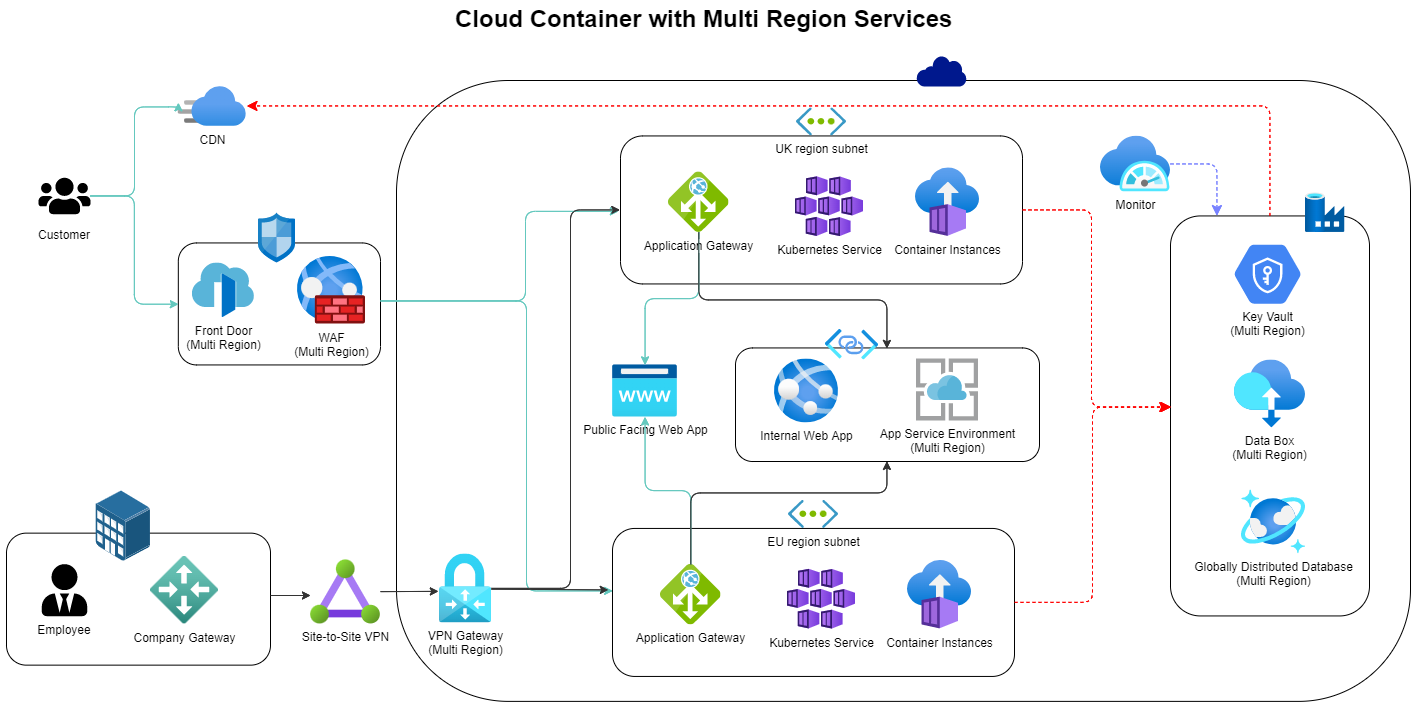 Cloud Container with Multi Region Services
CDN
UK region subnet
Customer
Application Gateway
Kubernetes Service
Container Instances
Monitor
Front Door
(Multi Region)
WAF
(Multi Region)
Key Vault
(Multi Region)
WWW
Public Facing Web App
Internal Web App
App Service Environment
(Multi Region)
Data Box
(Multi Region)
EU region subnet
Globally Distributed Database
(Multi Region)
Employee
Company Gateway
Site-to-Site VPN
VPN Gateway
(Multi Region)
Application Gateway
Kubernetes Service
Container Instances